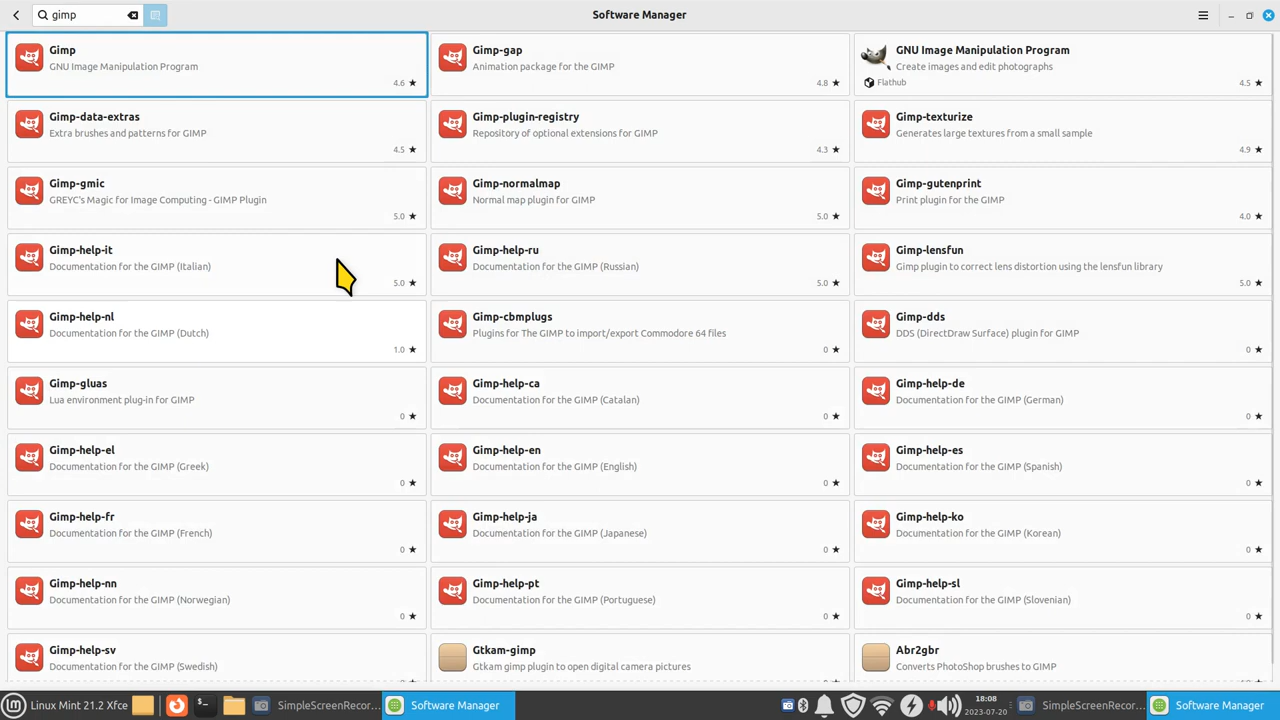 gimp
Software Manager
Gimp
GNU Image Manipulation Program
4.6 ★
Gimp-gap
Animation package for the GIMP
4.8 ★
GNU Image Manipulation Program
Create images and edit photographs
Flathub
4.5 ★
Gimp-data-extras
Extra brushes and patterns for GIMP
4.5 ★
Gimp-plugin-registry
Repository of optional extensions for GIMP
4.3 ★
Gimp-texturize
Generates large textures from a small sample
4.9 ★
Gimp-gmic
GREYC's Magic for Image Computing - GIMP Plugin
5.0 ★
Gimp-normalmap
Normal map plugin for GIMP
5.0 ★
Gimp-gutenprint
Print plugin for the GIMP
4.0 ★
Gimp-help-it
Documentation for the GIMP (Italian)
5.0 ★
Gimp-help-ru
Documentation for the GIMP (Russian)
5.0 ★
Gimp-lensfun
Gimp plugin to correct lens distortion using the lensfun library
5.0 ★
Gimp-help-nl
Documentation for the GIMP (Dutch)
1.0 ★
Gimp-cbmplugs
Plugins for The GIMP to import/export Commodore 64 files
0 ★
Gimp-dds
DDS (DirectDraw Surface) plugin for GIMP
0 ★
Gimp-gluas
Lua environment plug-in for GIMP
0 ★
Gimp-help-ca
Documentation for the GIMP (Catalan)
0 ★
Gimp-help-de
Documentation for the GIMP (German)
0 ★
Gimp-help-el
Documentation for the GIMP (Greek)
0 ★
Gimp-help-en
Documentation for the GIMP (English)
0 ★
Gimp-help-es
Documentation for the GIMP (Spanish)
0 ★
Gimp-help-fr
Documentation for the GIMP (French)
0 ★
Gimp-help-ja
Documentation for the GIMP (Japanese)
0 ★
Gimp-help-ko
Documentation for the GIMP (Korean)
0 ★
Gimp-help-nn
Documentation for the GIMP (Norwegian)
0 ★
Gimp-help-pt
Documentation for the GIMP (Portuguese)
0 ★
Gimp-help-sl
Documentation for the GIMP (Slovenian)
0 ★
Gimp-help-sv
Documentation for the GIMP (Swedish)
Gtkam-gimp
Gtkam gimp plugin to open digital camera pictures
Abr2gbr
Converts PhotoShop brushes to GIMP
Linux Mint 21.2 Xfce
SimpleScreenRecor...
Software Manager
18:08
2023-07-20
SimpleScreenRecor...
Software Manager